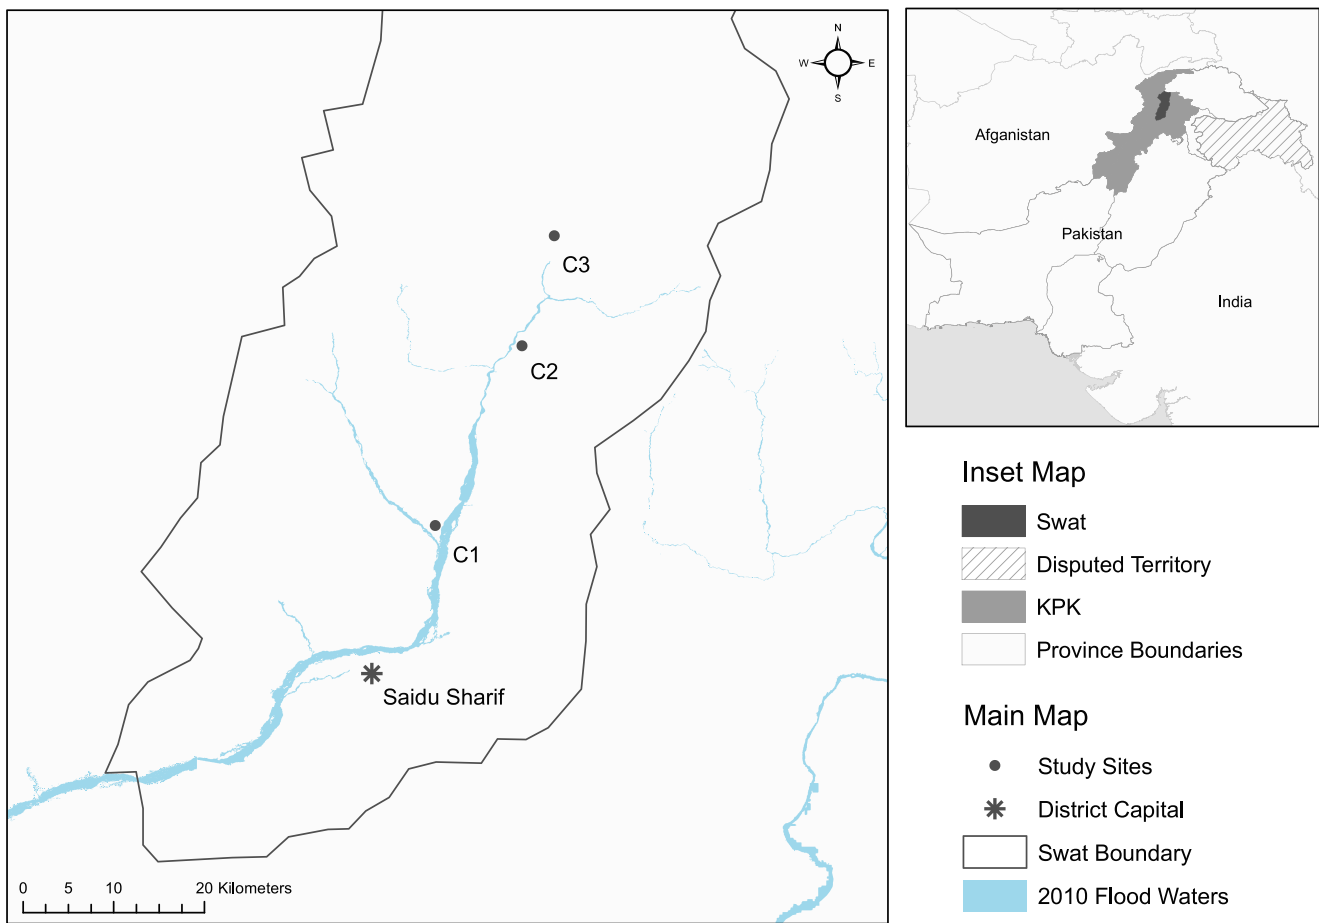 N
W E
S
C3
C2
C1
Saidu Sharif
0 5 10 20 Kilometers
Afganistan
Pakistan
India
Inset Map
Swat
Disputed Territory
KPK
Province Boundaries
Main Map
Study Sites
District Capital
Swat Boundary
2010 Flood Waters